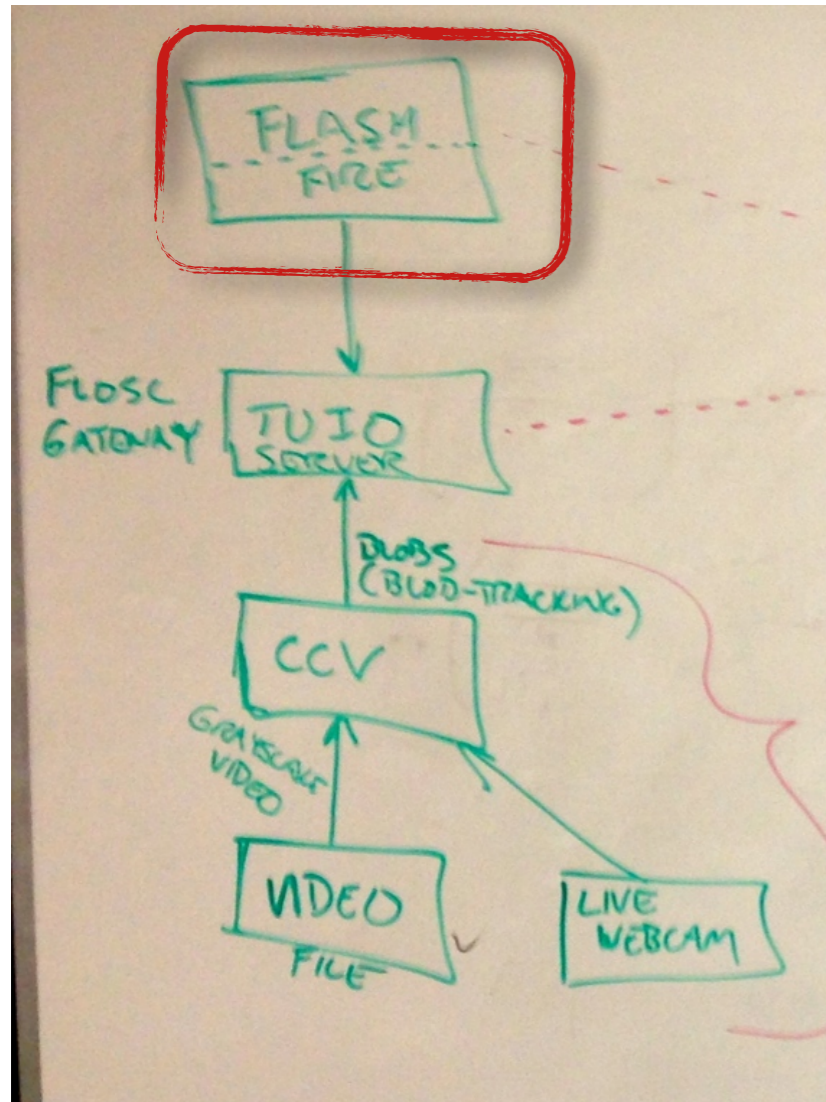 FLASH
FIRE
FLOSC
GATEWAY
TUIO
SERVER
BLOBS
(BLOB-TRACKING)
CCV
GRAYSCALE
VIDEO
VIDEO
FILE
LIVE
WEBCAM